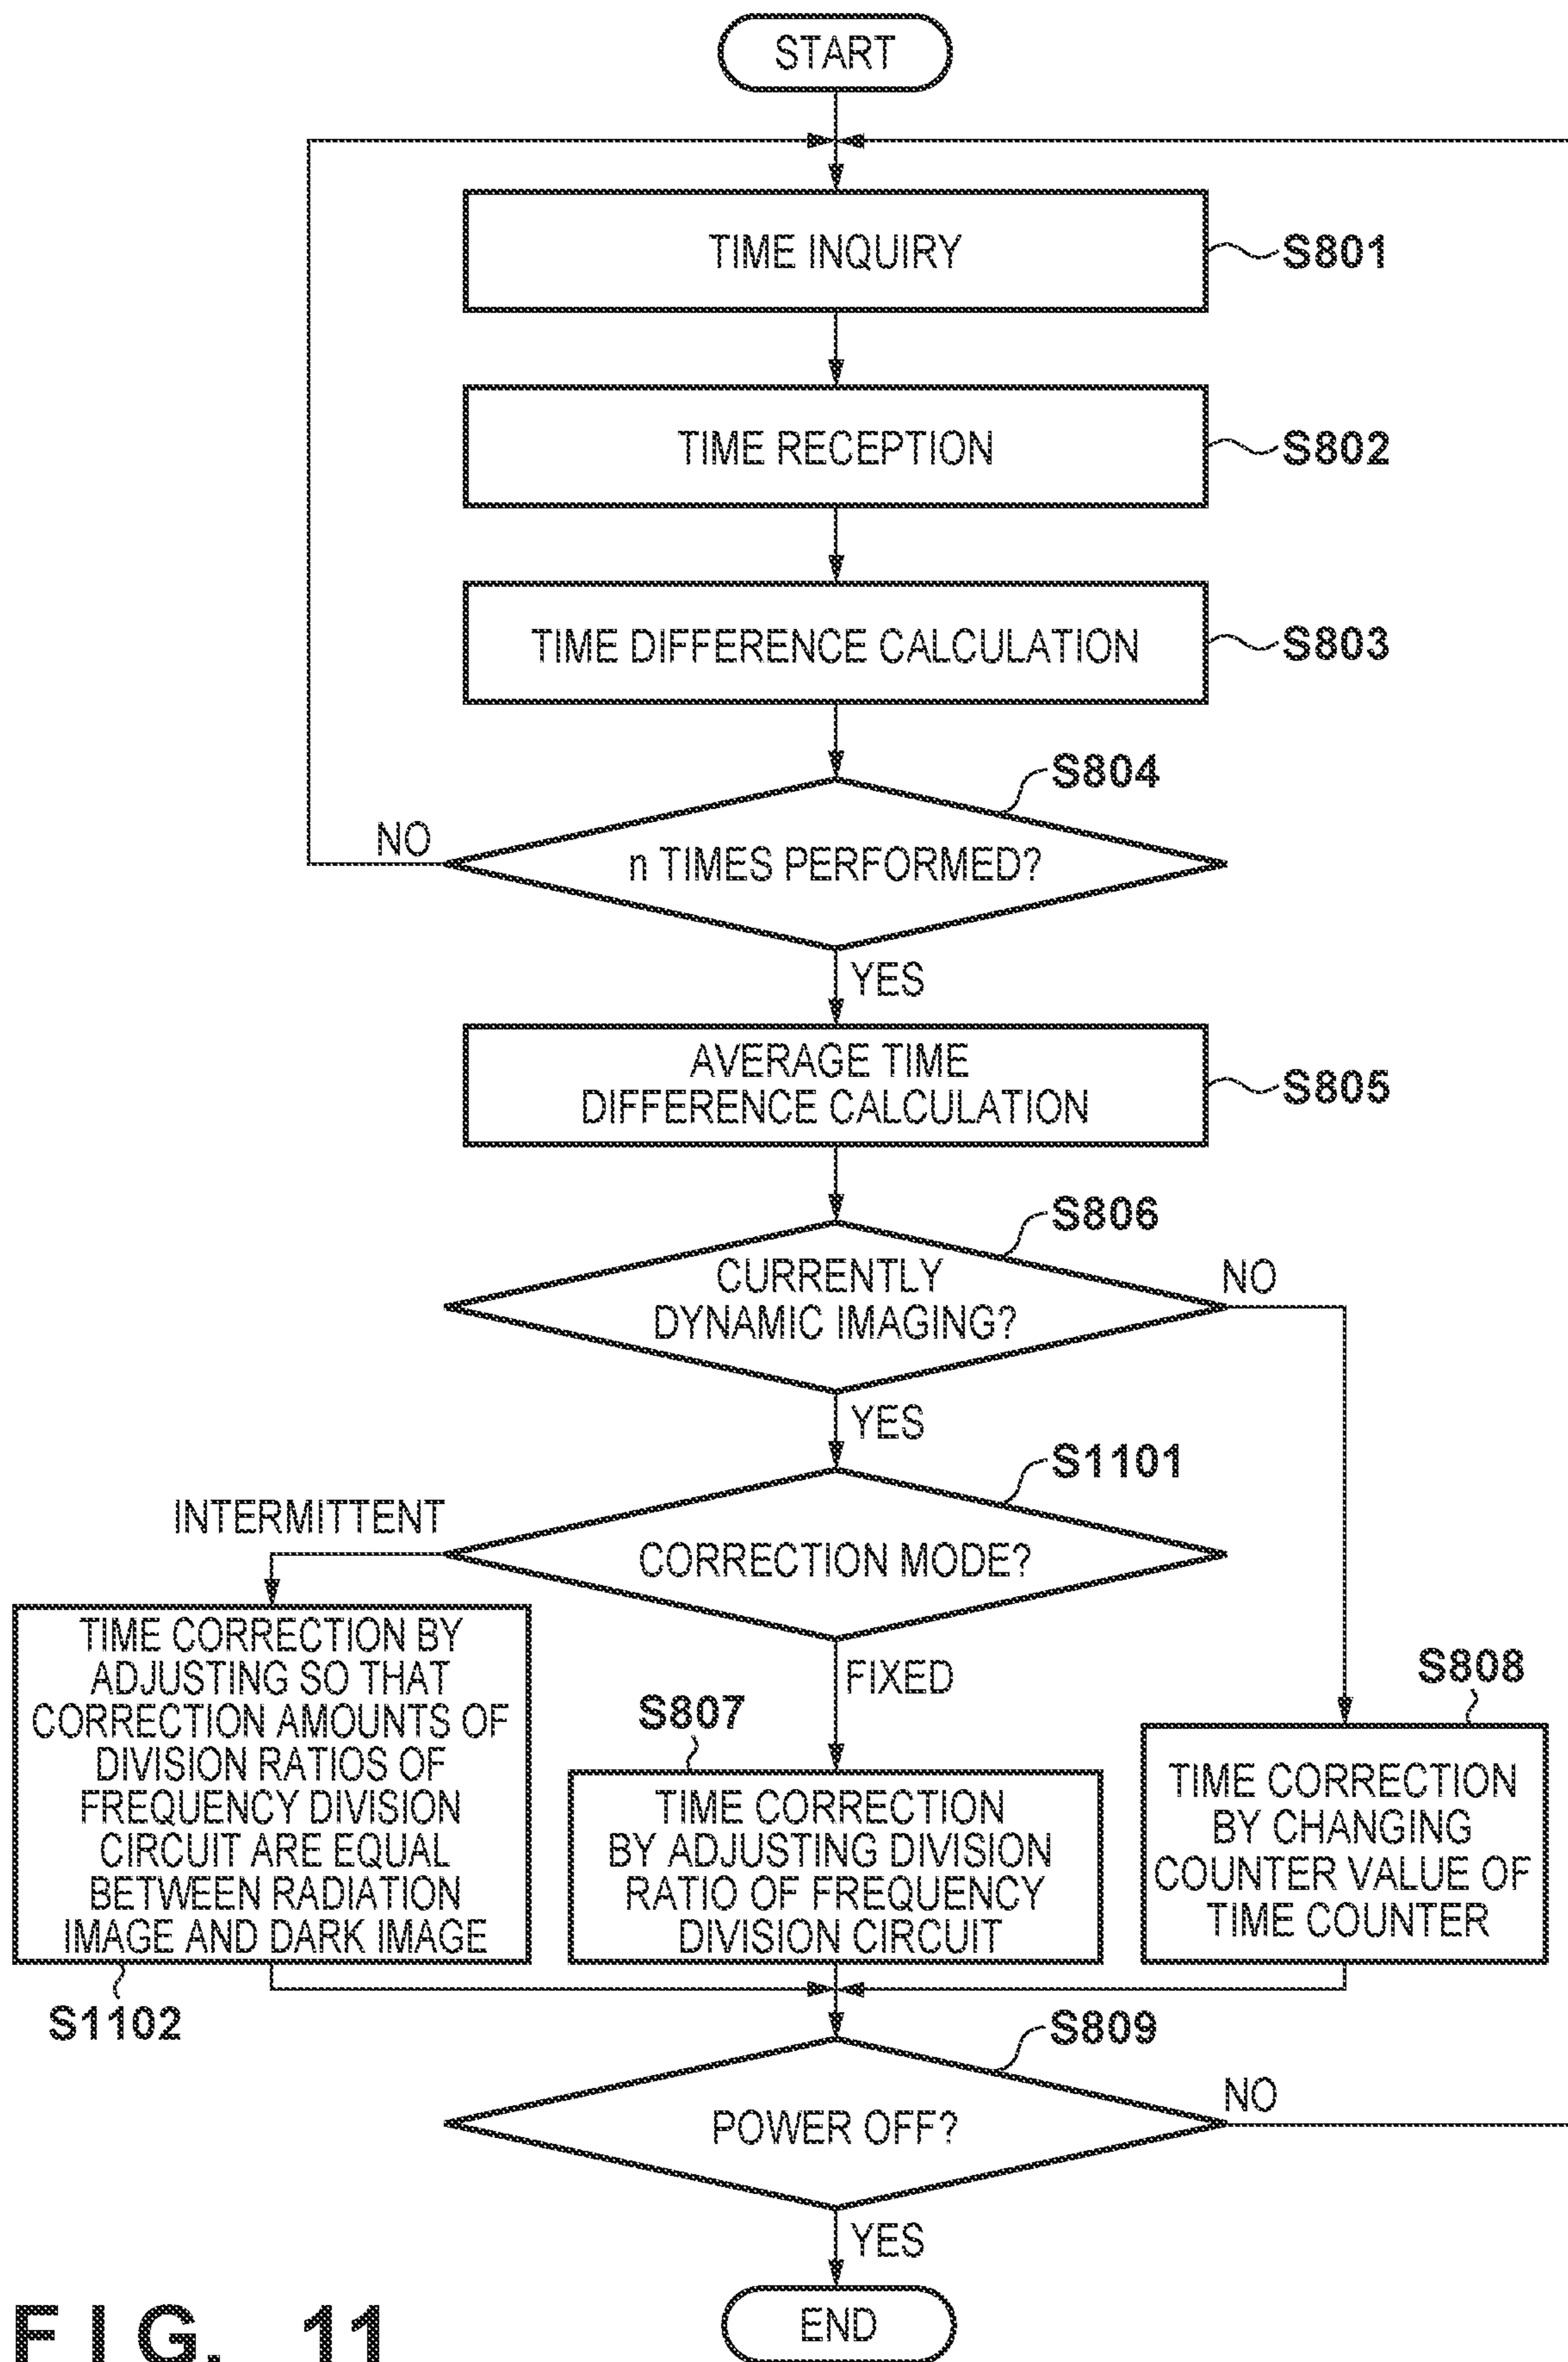 START
TIME INQUIRY
S801
TIME RECEPTION
S802
TIME DIFFERENCE CALCULATION
S803
S804
NO
n TIMES PERFORMED?
YES
AVERAGE TIME
DIFFERENCE CALCULATION
S805
S806
CURRENTLY
DYNAMIC IMAGING?
NO
YES
S1101
INTERMITTENT
CORRECTION MODE?
FIXED
TIME CORRECTION BY
ADJUSTING SO THAT
CORRECTION AMOUNTS OF
DIVISION RATIOS OF
FREQUENCY DIVISION
CIRCUIT ARE EQUAL
BETWEEN RADIATION
IMAGE AND DARK IMAGE
S1102
S807
TIME CORRECTION
BY ADJUSTING DIVISION
RATIO OF FREQUENCY
DIVISION CIRCUIT
S808
TIME CORRECTION
BY CHANGING
COUNTER VALUE OF
TIME COUNTER
S809
POWER OFF?
NO
YES
END
FIG. 11